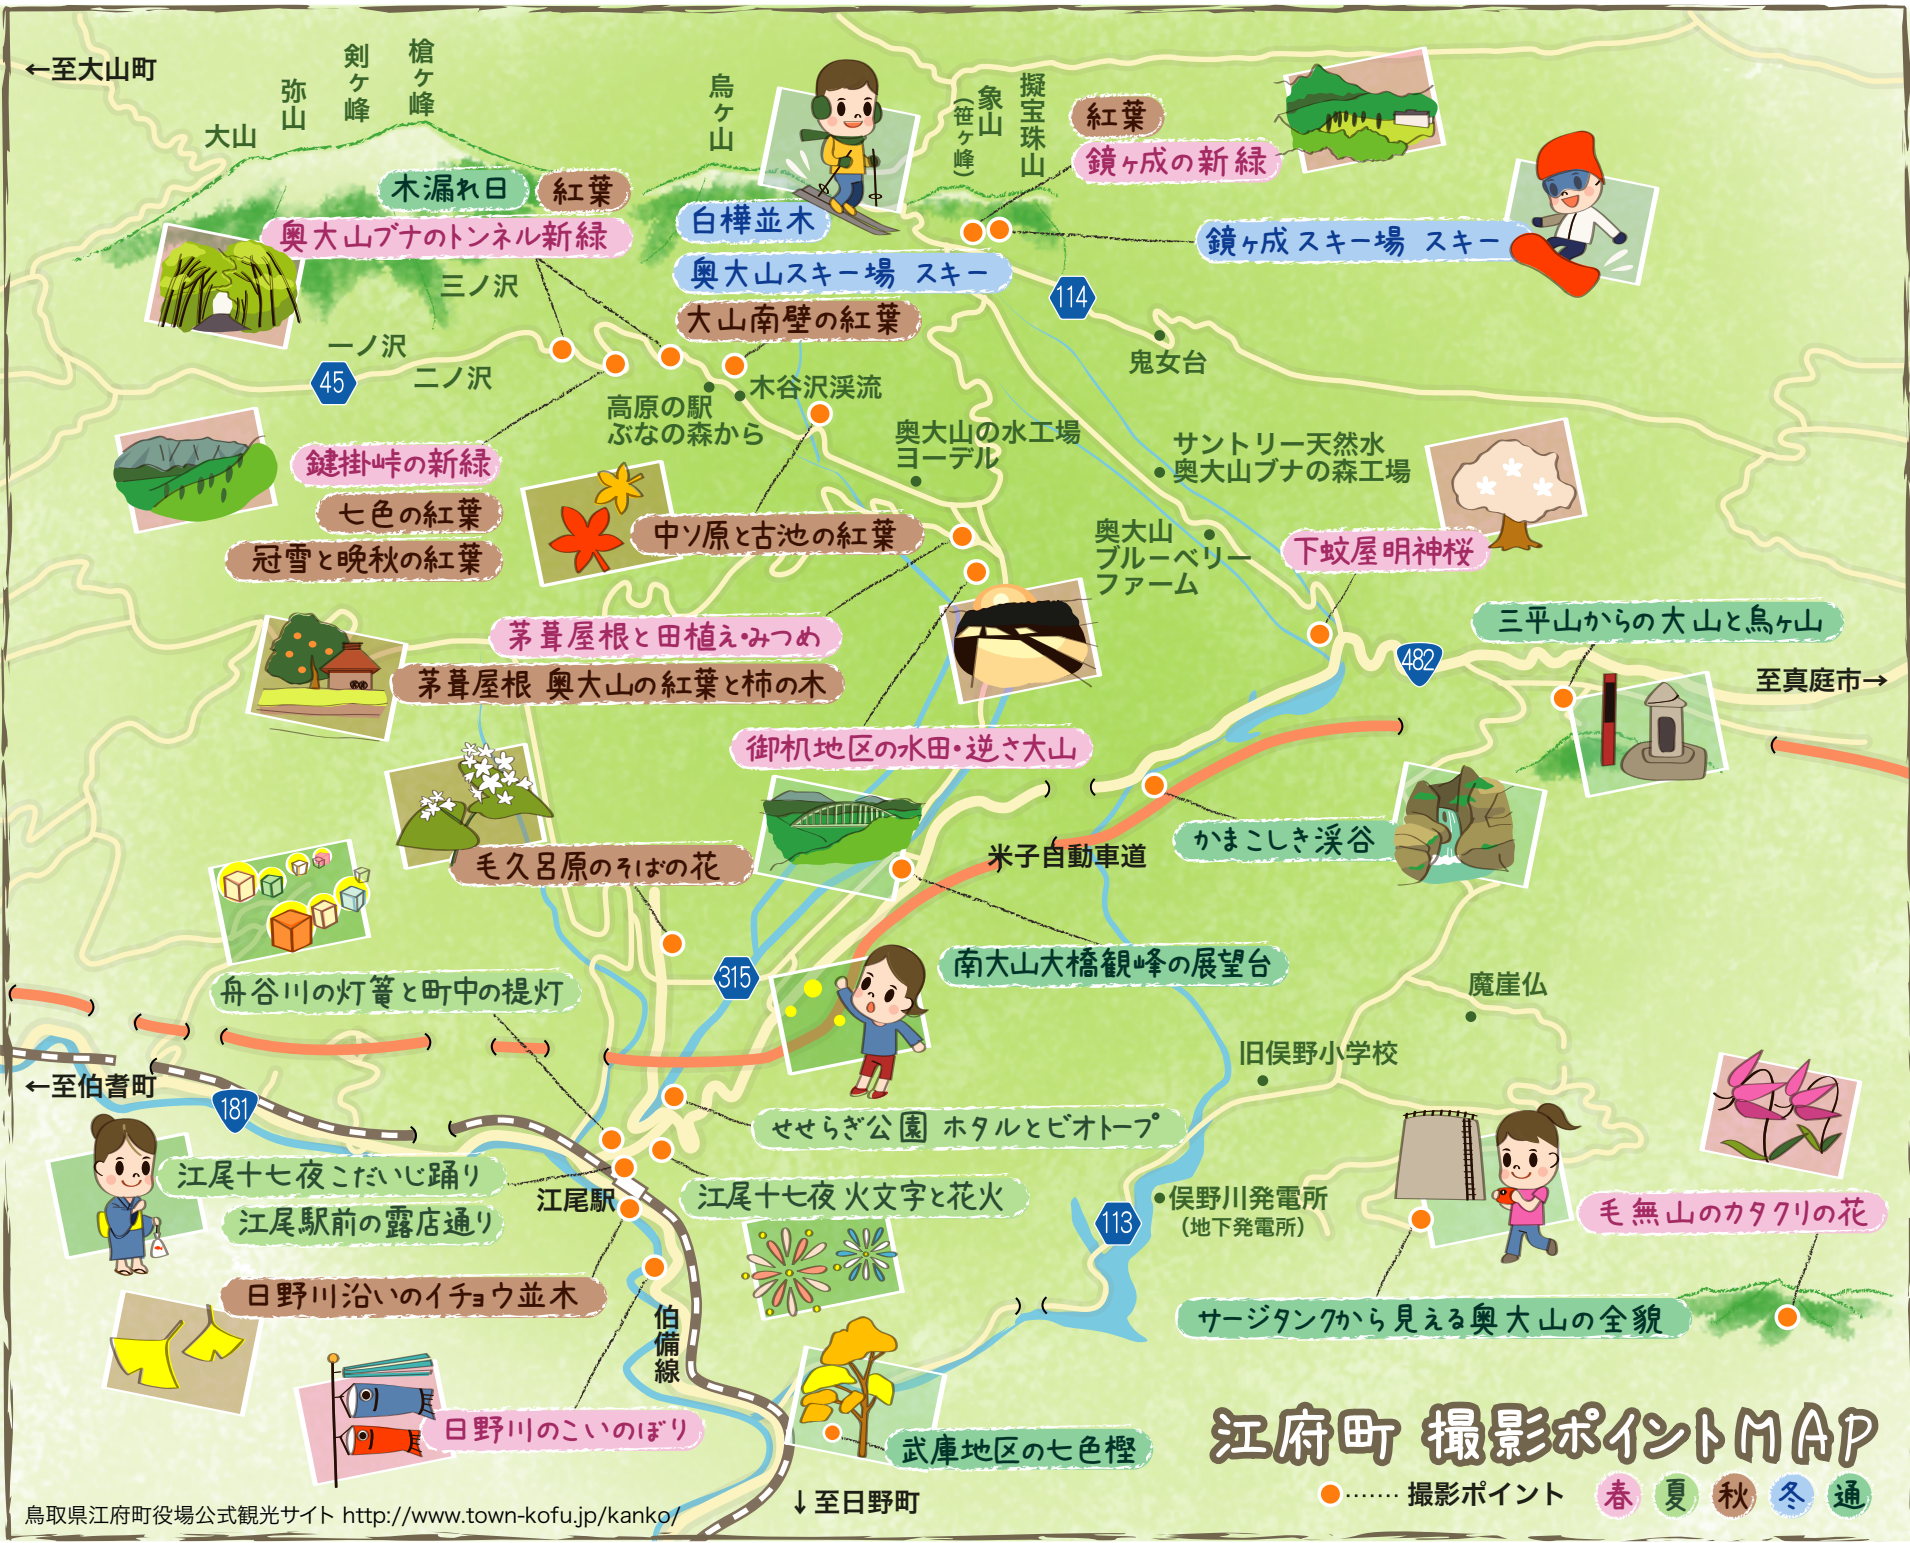 ←至大山町
大山
弥山
剣ヶ峰
槍ヶ峰
烏ヶ山
象山
(笹ヶ峰)
擬宝珠山
紅葉
鏡ヶ成の新緑
木漏れ日
紅葉
奥大山ブナのトンネル新緑
白樺並木
奥大山スキー場 スキー
大山南壁の紅葉
鏡ヶ成スキー場 スキー
三ノ沢
一ノ沢
二ノ沢
45
114
鬼女台
高原の駅
ぶなの森から
木谷沢渓流
奥大山の水工場
ヨーデル
サントリー天然水
奥大山ブナの森工場
鍵掛峠の新緑
七色の紅葉
冠雪と晩秋の紅葉
中ソ原と古池の紅葉
奥大山
ブルーベリー
ファーム
下蚊屋明神桜
三平山からの大山と烏ヶ山
482
至真庭市→
茅葺屋根と田植え・みつめ
茅葺屋根 奥大山の紅葉と柿の木
御机地区の水田・逆さ大山
毛久呂原のそばの花
米子自動車道
かまこしき渓谷
南大山大橋観峰の展望台
315
舟谷川の灯篭と町中の提灯
魔崖仏
旧俣野小学校
←至伯耆町
181
せせらぎ公園 ホタルとビオトープ
江尾十七夜こだいじ踊り
江尾駅
江尾十七夜 火文字と花火
江尾駅前の露店通り
113
俣野川発電所
(地下発電所)
毛無山のカタクリの花
日野川沿いのイチョウ並木
伯備線
サージタンクから見える奥大山の全貌
日野川のこいのぼり
武庫地区の七色樫
江府町 撮影ポイントMAP
撮影ポイント
春 夏 秋 冬 通
↓至日野町
鳥取県江府町役場公式観光サイト http://www.town-kofu.jp/kanko/